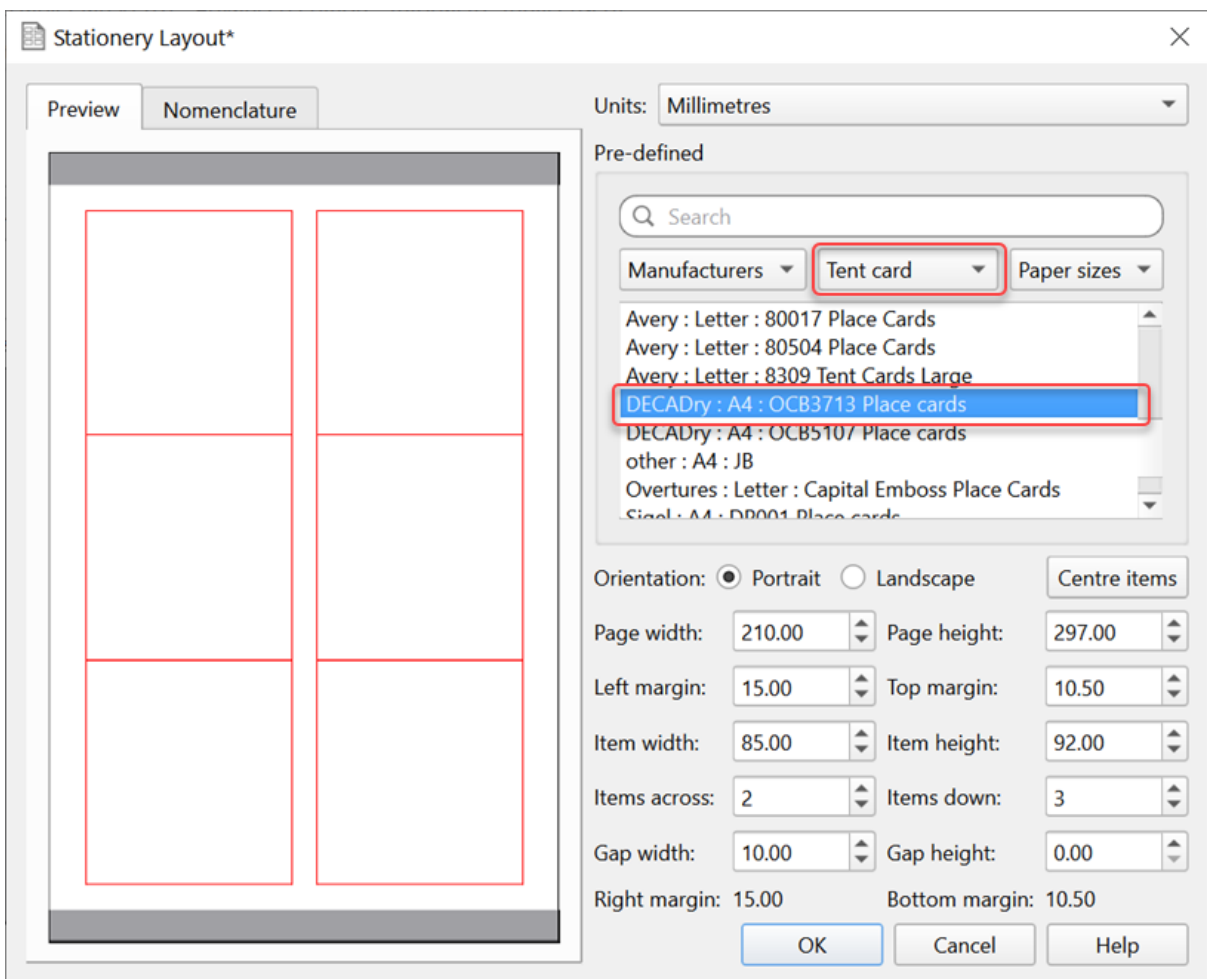 Stationery Layout*
Preview Nomenclature
Units: Millimetres
Pre-defined
Search
Manufacturers Tent card Paper sizes
Avery : Letter : 80017 Place Cards
Avery : Letter : 80504 Place Cards
Avery : Letter : 8309 Tent Cards Large
DECADry : A4 : OCB3713 Place cards
DECADry : A4 : OCB5107 Place cards
other : A4 : JB
Overtures : Letter : Capital Emboss Place Cards
Sigel : A4 : DP001 Place cards
Orientation: Portrait Landscape Centre items
Page width: 210.00 Page height: 297.00
Left margin: 15.00 Top margin: 10.50
Item width: 85.00 Item height: 92.00
Items across: 2 Items down: 3
Gap width: 10.00 Gap height: 0.00
Right margin: 15.00 Bottom margin: 10.50
OK Cancel Help